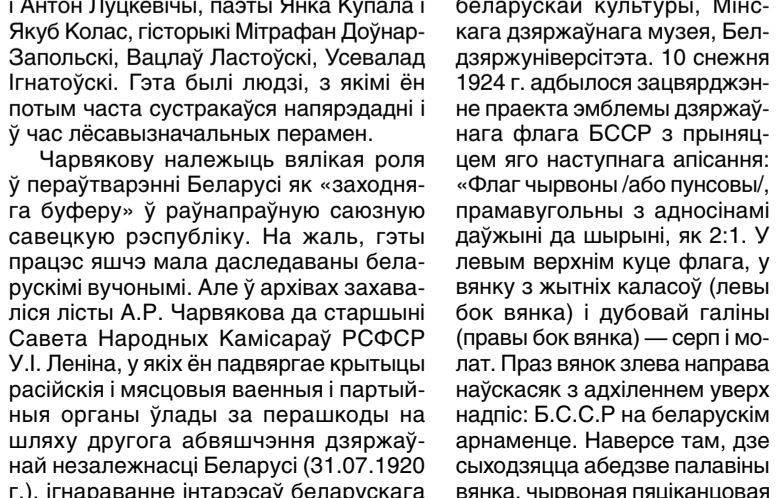 і Антон Луцкевічы, паэты Янка Купала і
Якуб Колас, гісторыкі Мітрафан Доўнар-
Запольскі, Вацлаў Ластоўскі, Усевалад
Ігнатоўскі. Гэта былі людзі, з якімі ён
потым часта сустракаўся напярэдадні і
ў час лёсавызначальных перамен.
Чарвякову належыць вялікая роля
ў пераўтварэнні Беларусі як «заходня-
га буферу» ў раўнапраўную саюзную
савецкую рэспубліку. На жаль, гэты
працэс яшчэ мала даследаваны бела-
рускімі вучонымі. Але ў архівах захава-
ліся лісты А.Р. Чарвякова да старшыні
Савета Народных Камісараў РСФСР
У.І. Леніна, у якіх ён падвяргае крытыцы
расійскія і мясцовыя ваенныя і партый-
ныя органы ўлады за перашкоды на
шляху другога абвяшчэння дзяржаў-
най незалежнасці Беларусі (31.07.1920
г.), ігнараванне інтарэсаў беларускага
беларускай культуры, Мінс-
кага дзяржаўнага музея, Бел-
дзяржуніверсітэта. 10 снежня
1924 г. адбылося зацвярджэн-
не праекта эмблемы дзяржаў-
нага флага БССР з прыняц-
цем яго наступнага апісання:
«Флаг чырвоны /або пунсовы/,
прамавугольны з адносінамі
даўжыні да шырыні, як 2:1. У
левым верхнім куце флага, у
вянку з жытніх каласоў (левы
бок вянка) і дубовай галіны
(правы бок вянка) — серп і мо-
лат. Праз вянок злева направа
наўскасяк з адхіленнем уверх
надпіс: Б.С.С.Р на беларускім
арнаменце. Наверсе там, дзе
сыходзяцца абедзве палавіны
вянка, чырвоная пяціканцовая